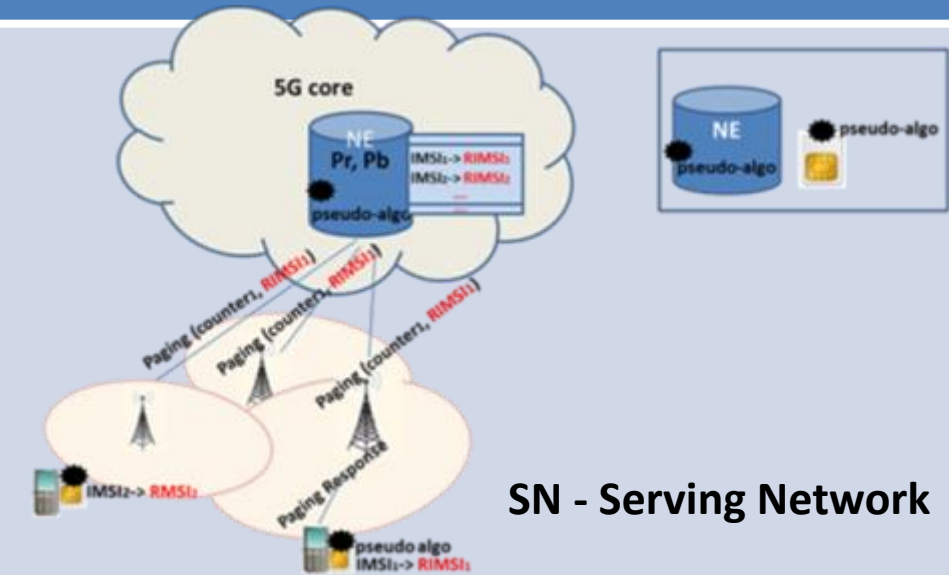 5G core
NE
Pr, Pb
pseudo-algo
IMSI₁-> RIMSI₁
IMSI₂-> RIMSI₂
....
....
NE
pseudo-algo
pseudo-algo
Paging (counter₁, RIMSI₁)
Paging (counter₁, RIMSI₁)
Paging (counter₁, RIMSI₁)
Paging Response
IMSI₂-> RMSI₂
pseudo algo
IMSI₁-> RIMSI₁
SN - Serving Network